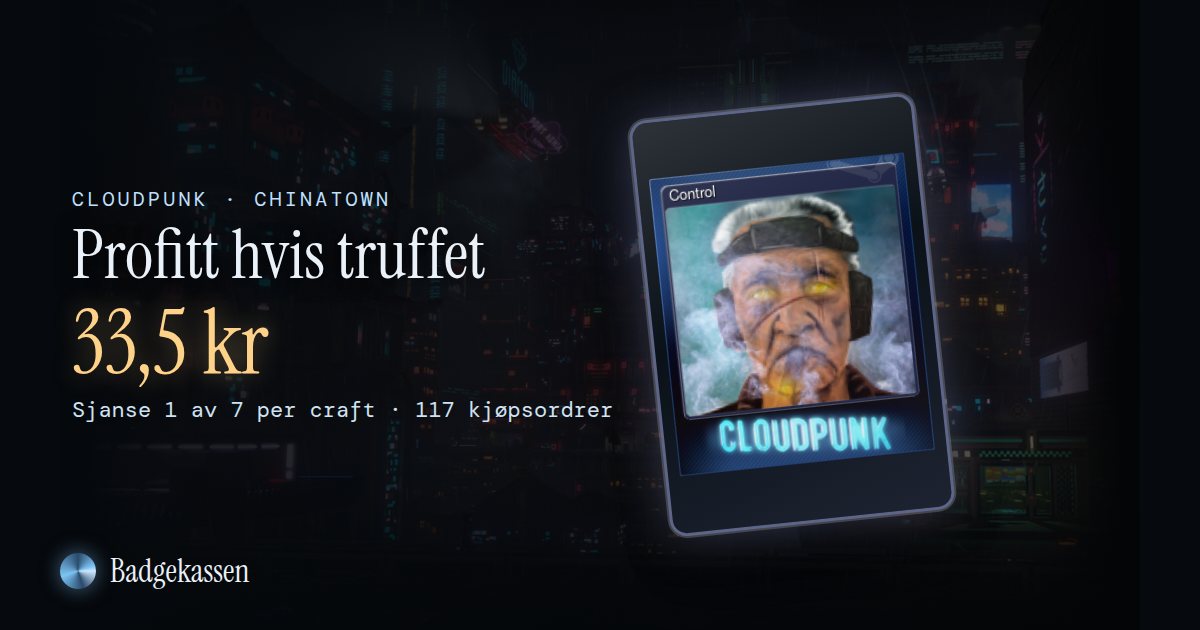 CLOUDPUNK · CHINATOWN
Profitt hvis truffet
33,5 kr
Sjanse 1 av 7 per craft · 117 kjøpsordrer
Control
CLOUDPUNK
Badgekassen